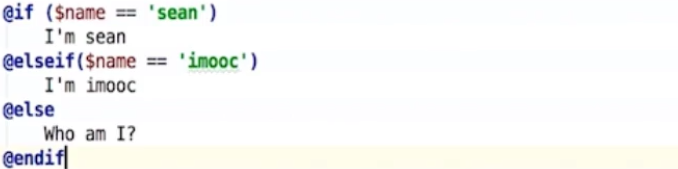 @if ($name == 'sean')
    I'm sean
@elseif($name == 'imooc')
    I'm imooc
@else
    Who am I?
@endif